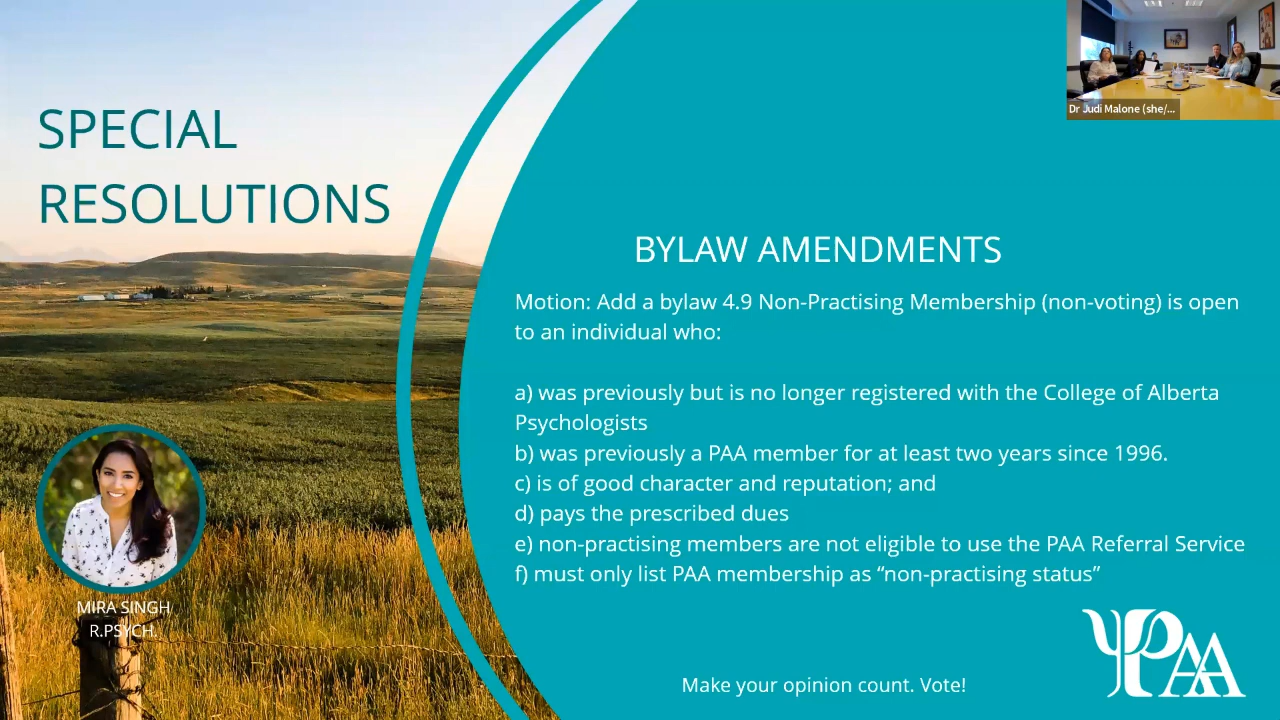 SPECIAL
RESOLUTIONS
Dr Judi Malone (she/...
BYLAW AMENDMENTS
Motion: Add a bylaw 4.9 Non-Practising Membership (non-voting) is open
to an individual who:
a) was previously but is no longer registered with the College of Alberta
Psychologists
b) was previously a PAA member for at least two years since 1996.
c) is of good character and reputation; and
d) pays the prescribed dues
e) non-practising members are not eligible to use the PAA Referral Service
f) must only list PAA membership as “non-practising status”
MIRA SINGH
R.PSYCH.
Make your opinion count. Vote!
PAA